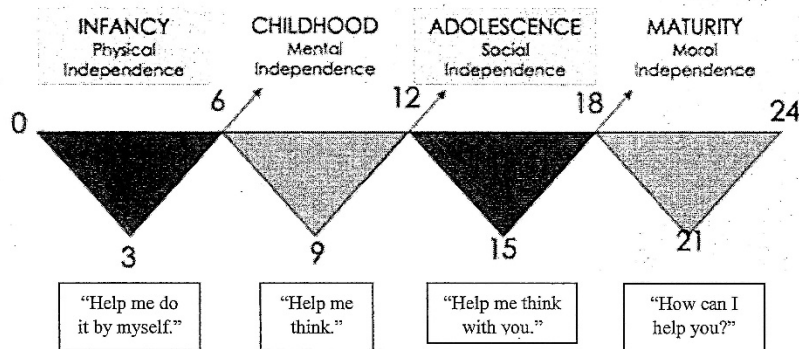 INFANCY
Physical
Independence
CHILDHOOD
Mental
Independence
ADOLESCENCE
Social
Independence
MATURITY
Moral
Independence
0
6
12
18
24
3
9
15
21
“Help me do
it by myself.”
“Help me
think.”
“Help me think
with you.”
“How can I
help you?”